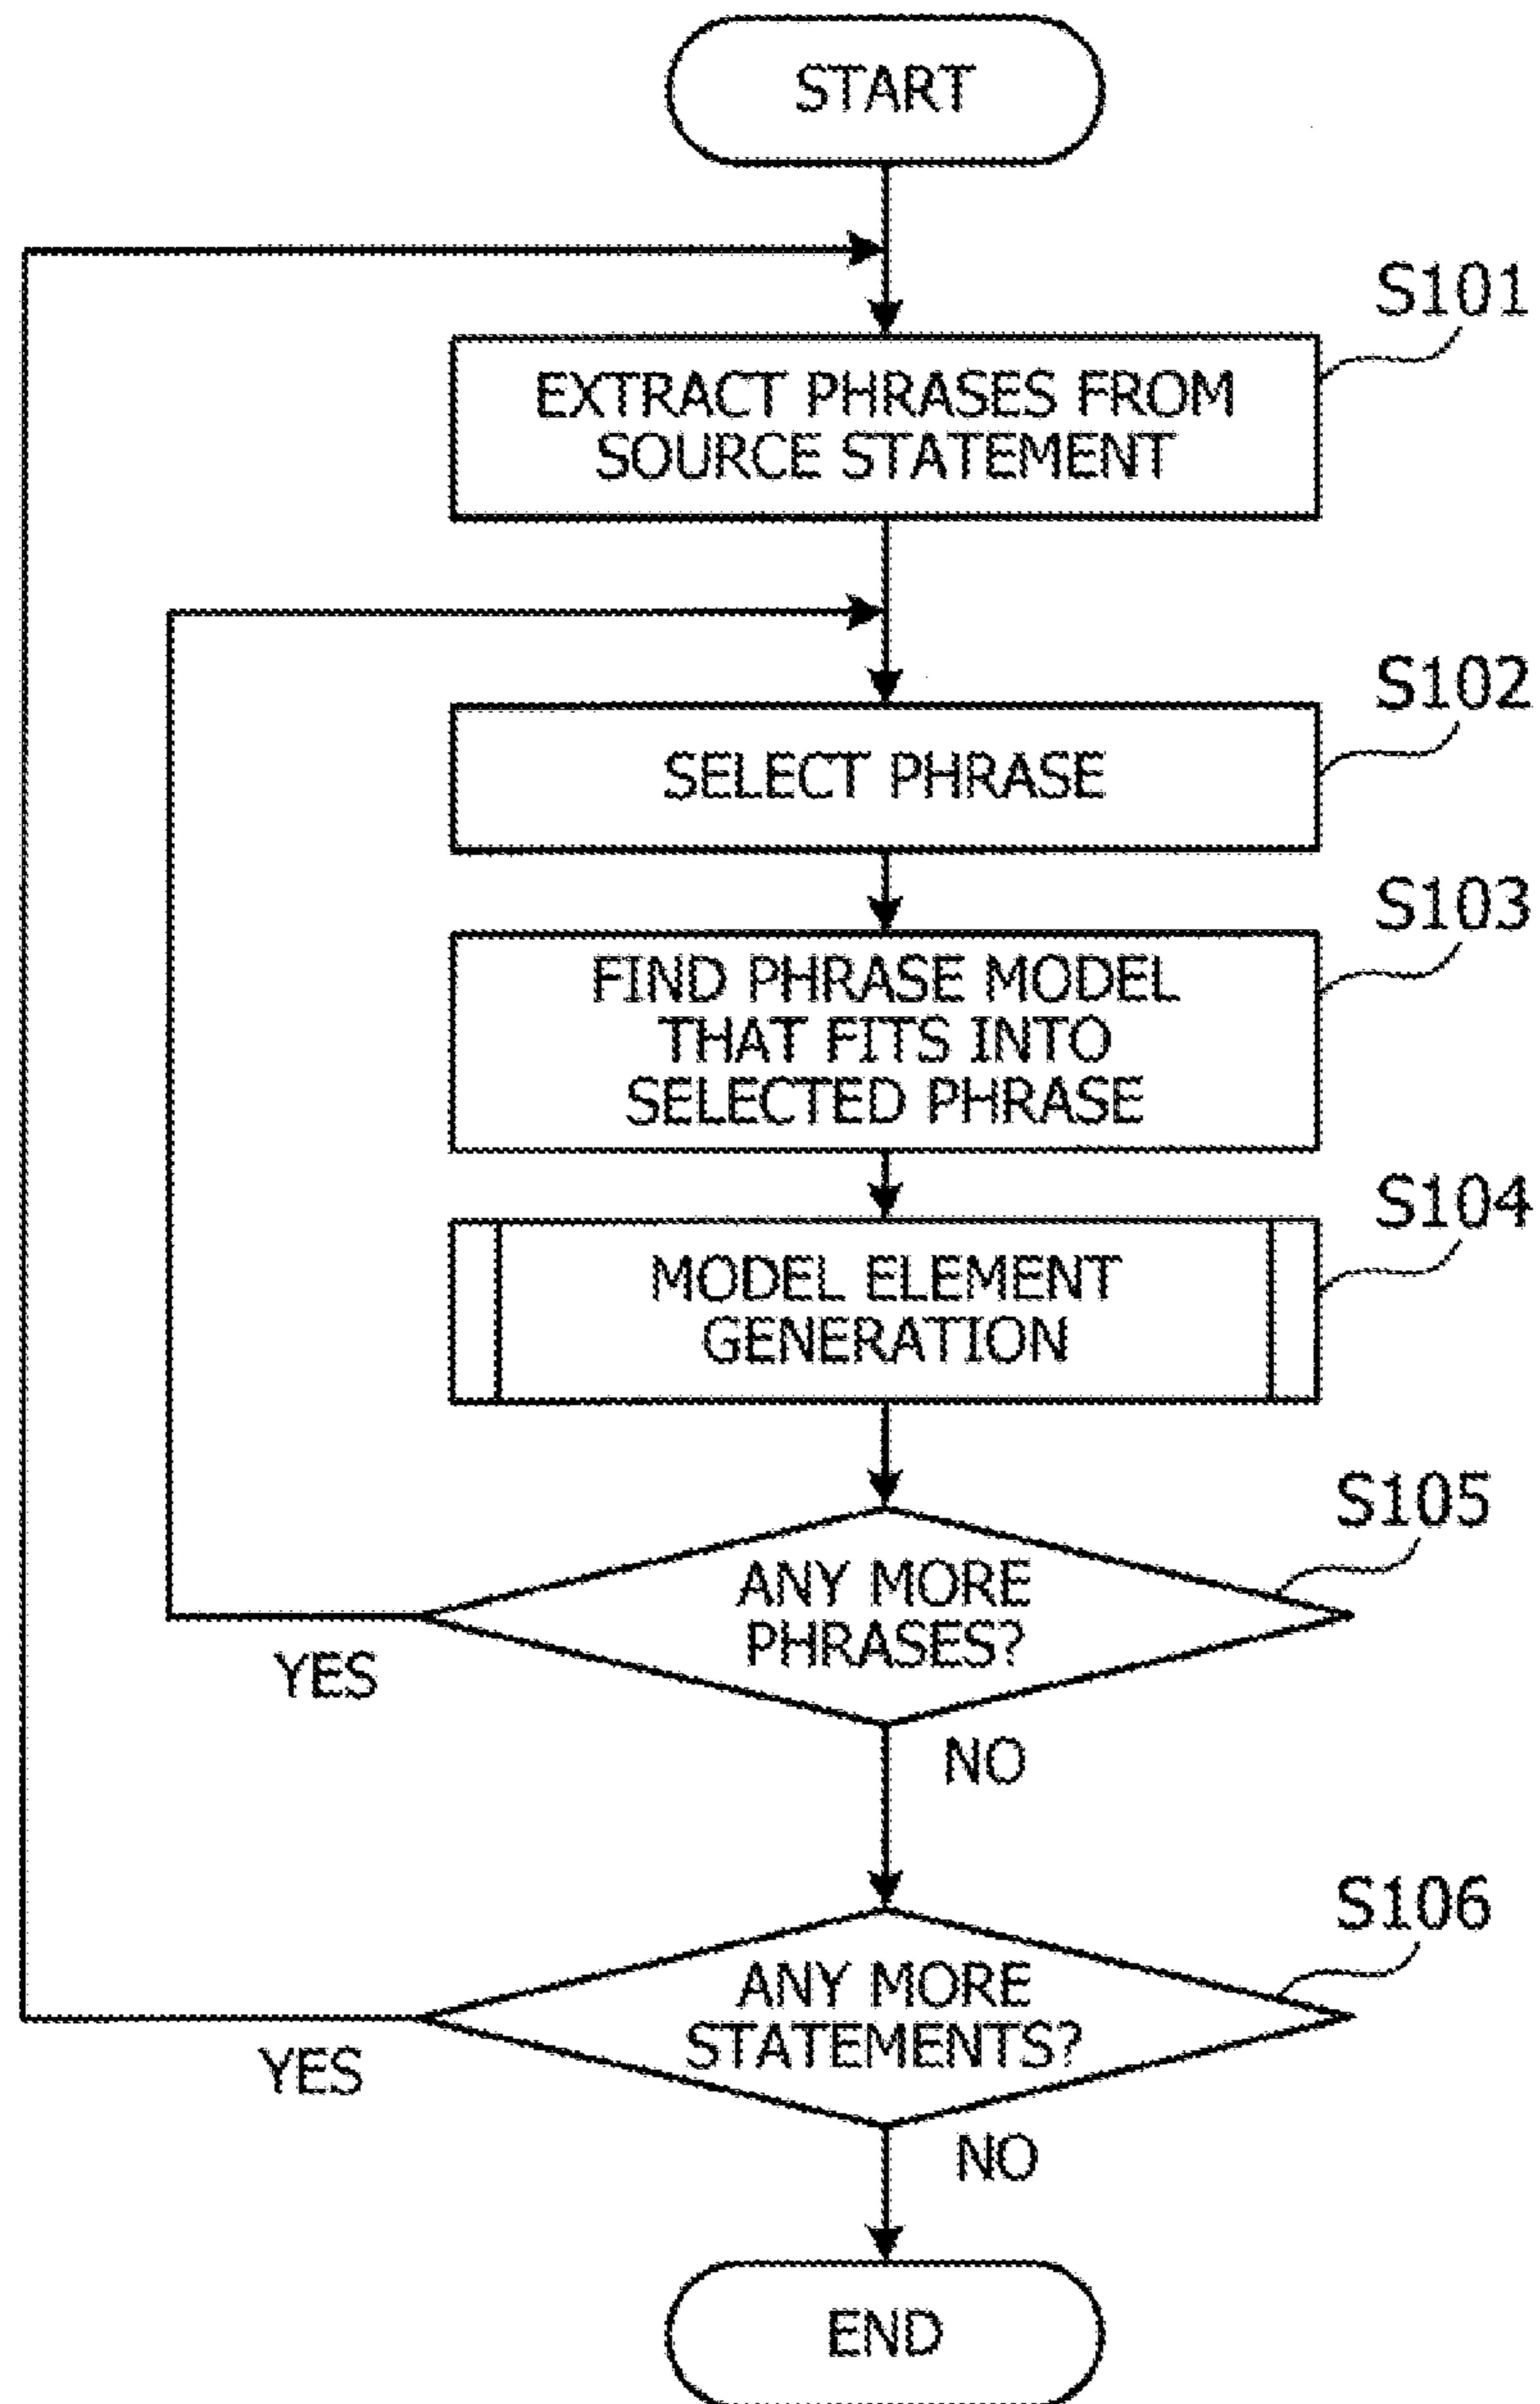 START
S101
EXTRACT PHRASES FROM
SOURCE STATEMENT
S102
SELECT PHRASE
S103
FIND PHRASE MODEL
THAT FITS INTO
SELECTED PHRASE
S104
MODEL ELEMENT
GENERATION
S105
ANY MORE
PHRASES?
YES
NO
S106
ANY MORE
STATEMENTS?
YES
NO
END